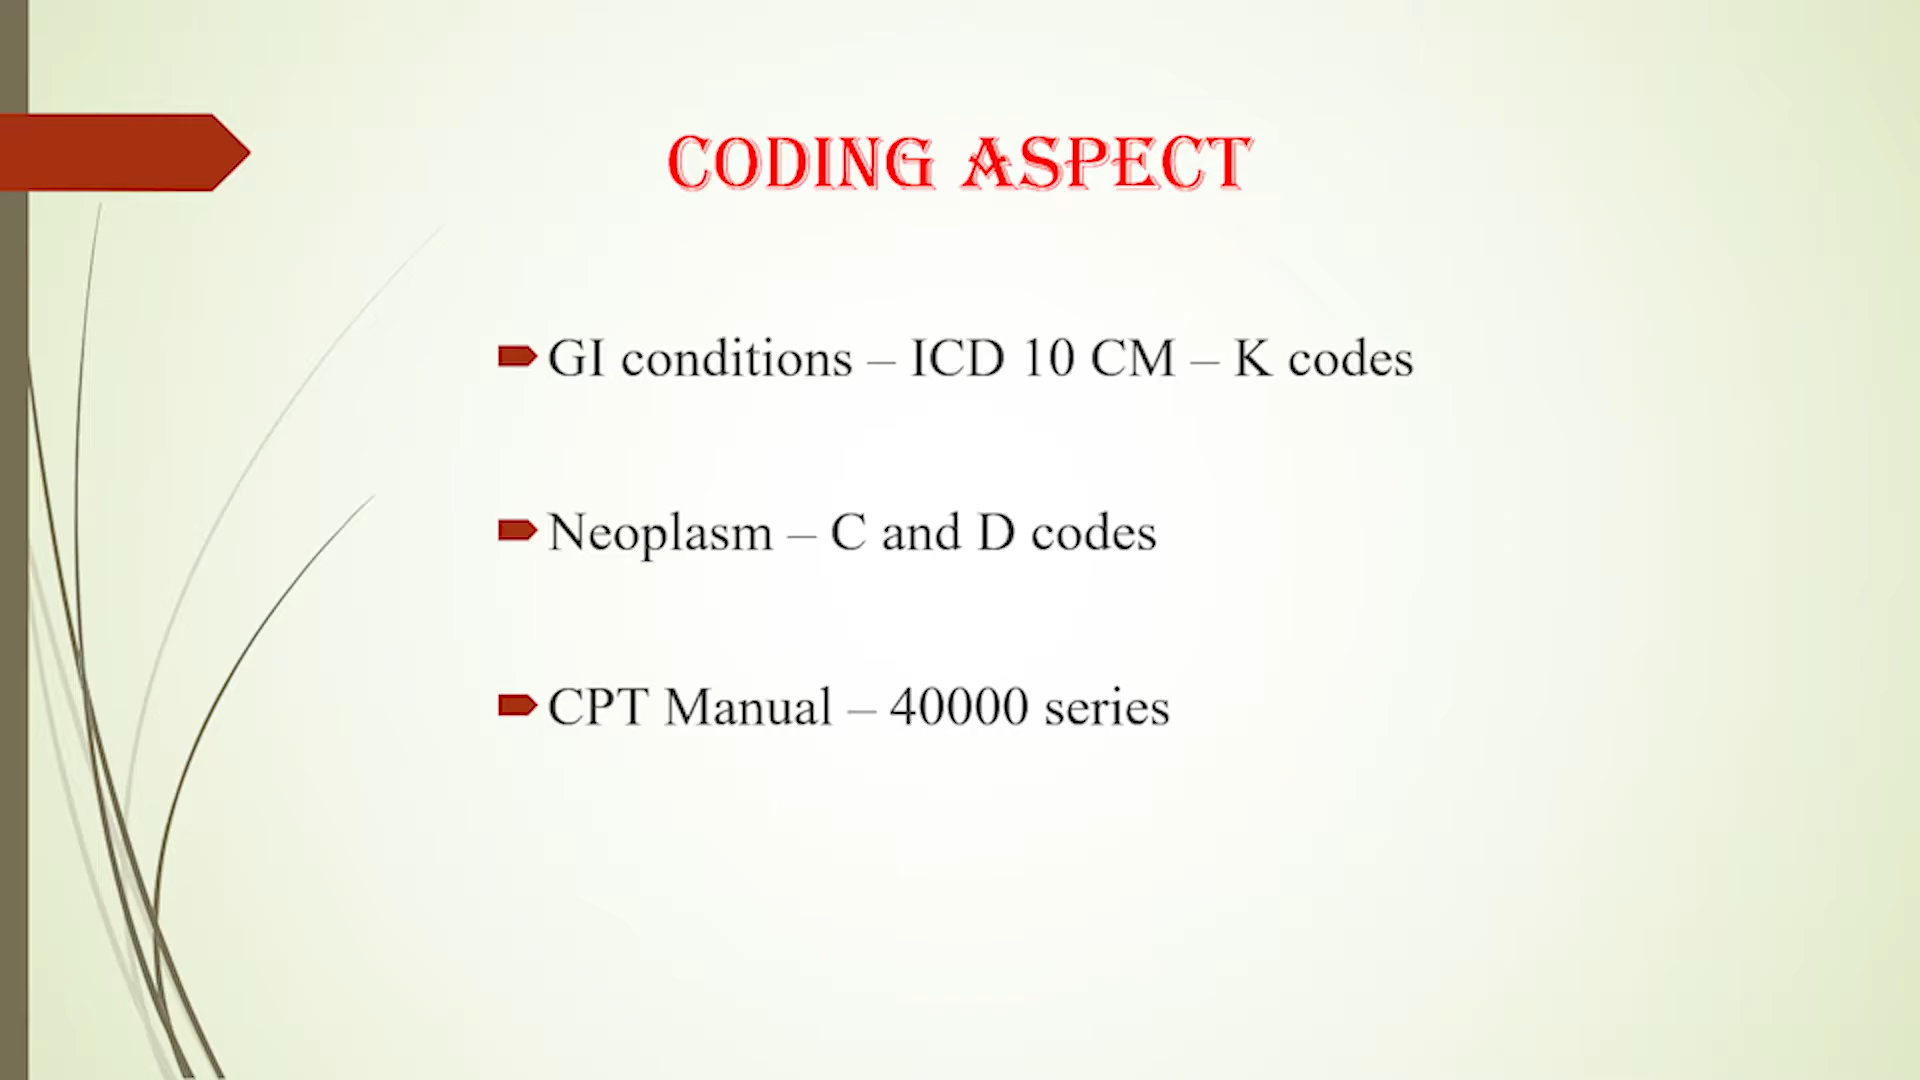 CODING ASPECT
GI conditions – ICD 10 CM – K codes
Neoplasm – C and D codes
CPT Manual – 40000 series